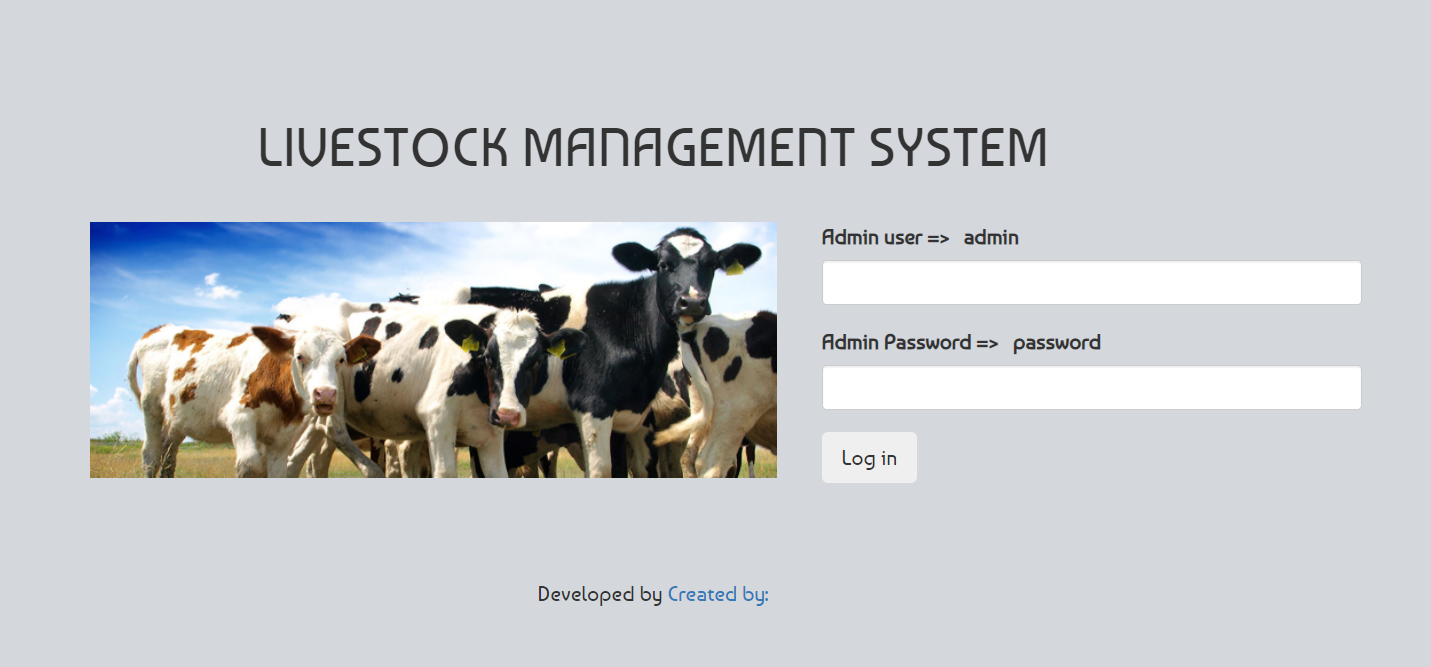 LIVESTOCK MANAGEMENT SYSTEM
Admin user => admin
Admin Password => password
Log in
Developed by Created by: